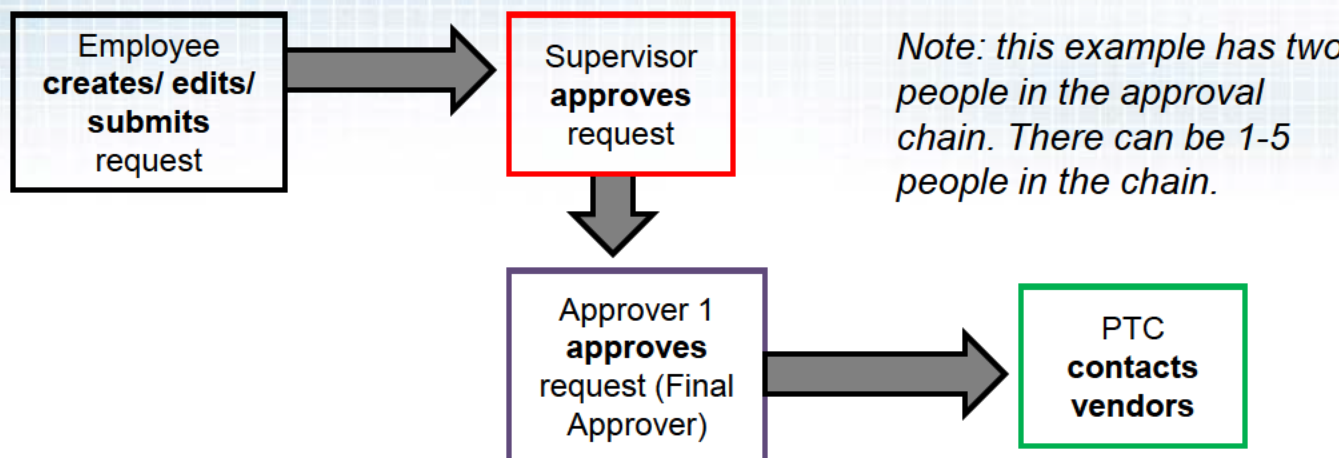 Employee
creates/ edits/
submits
request
Supervisor
approves
request
Note: this example has two
people in the approval
chain. There can be 1-5
people in the chain.
Approver 1
approves
request (Final
Approver)
PTC
contacts
vendors